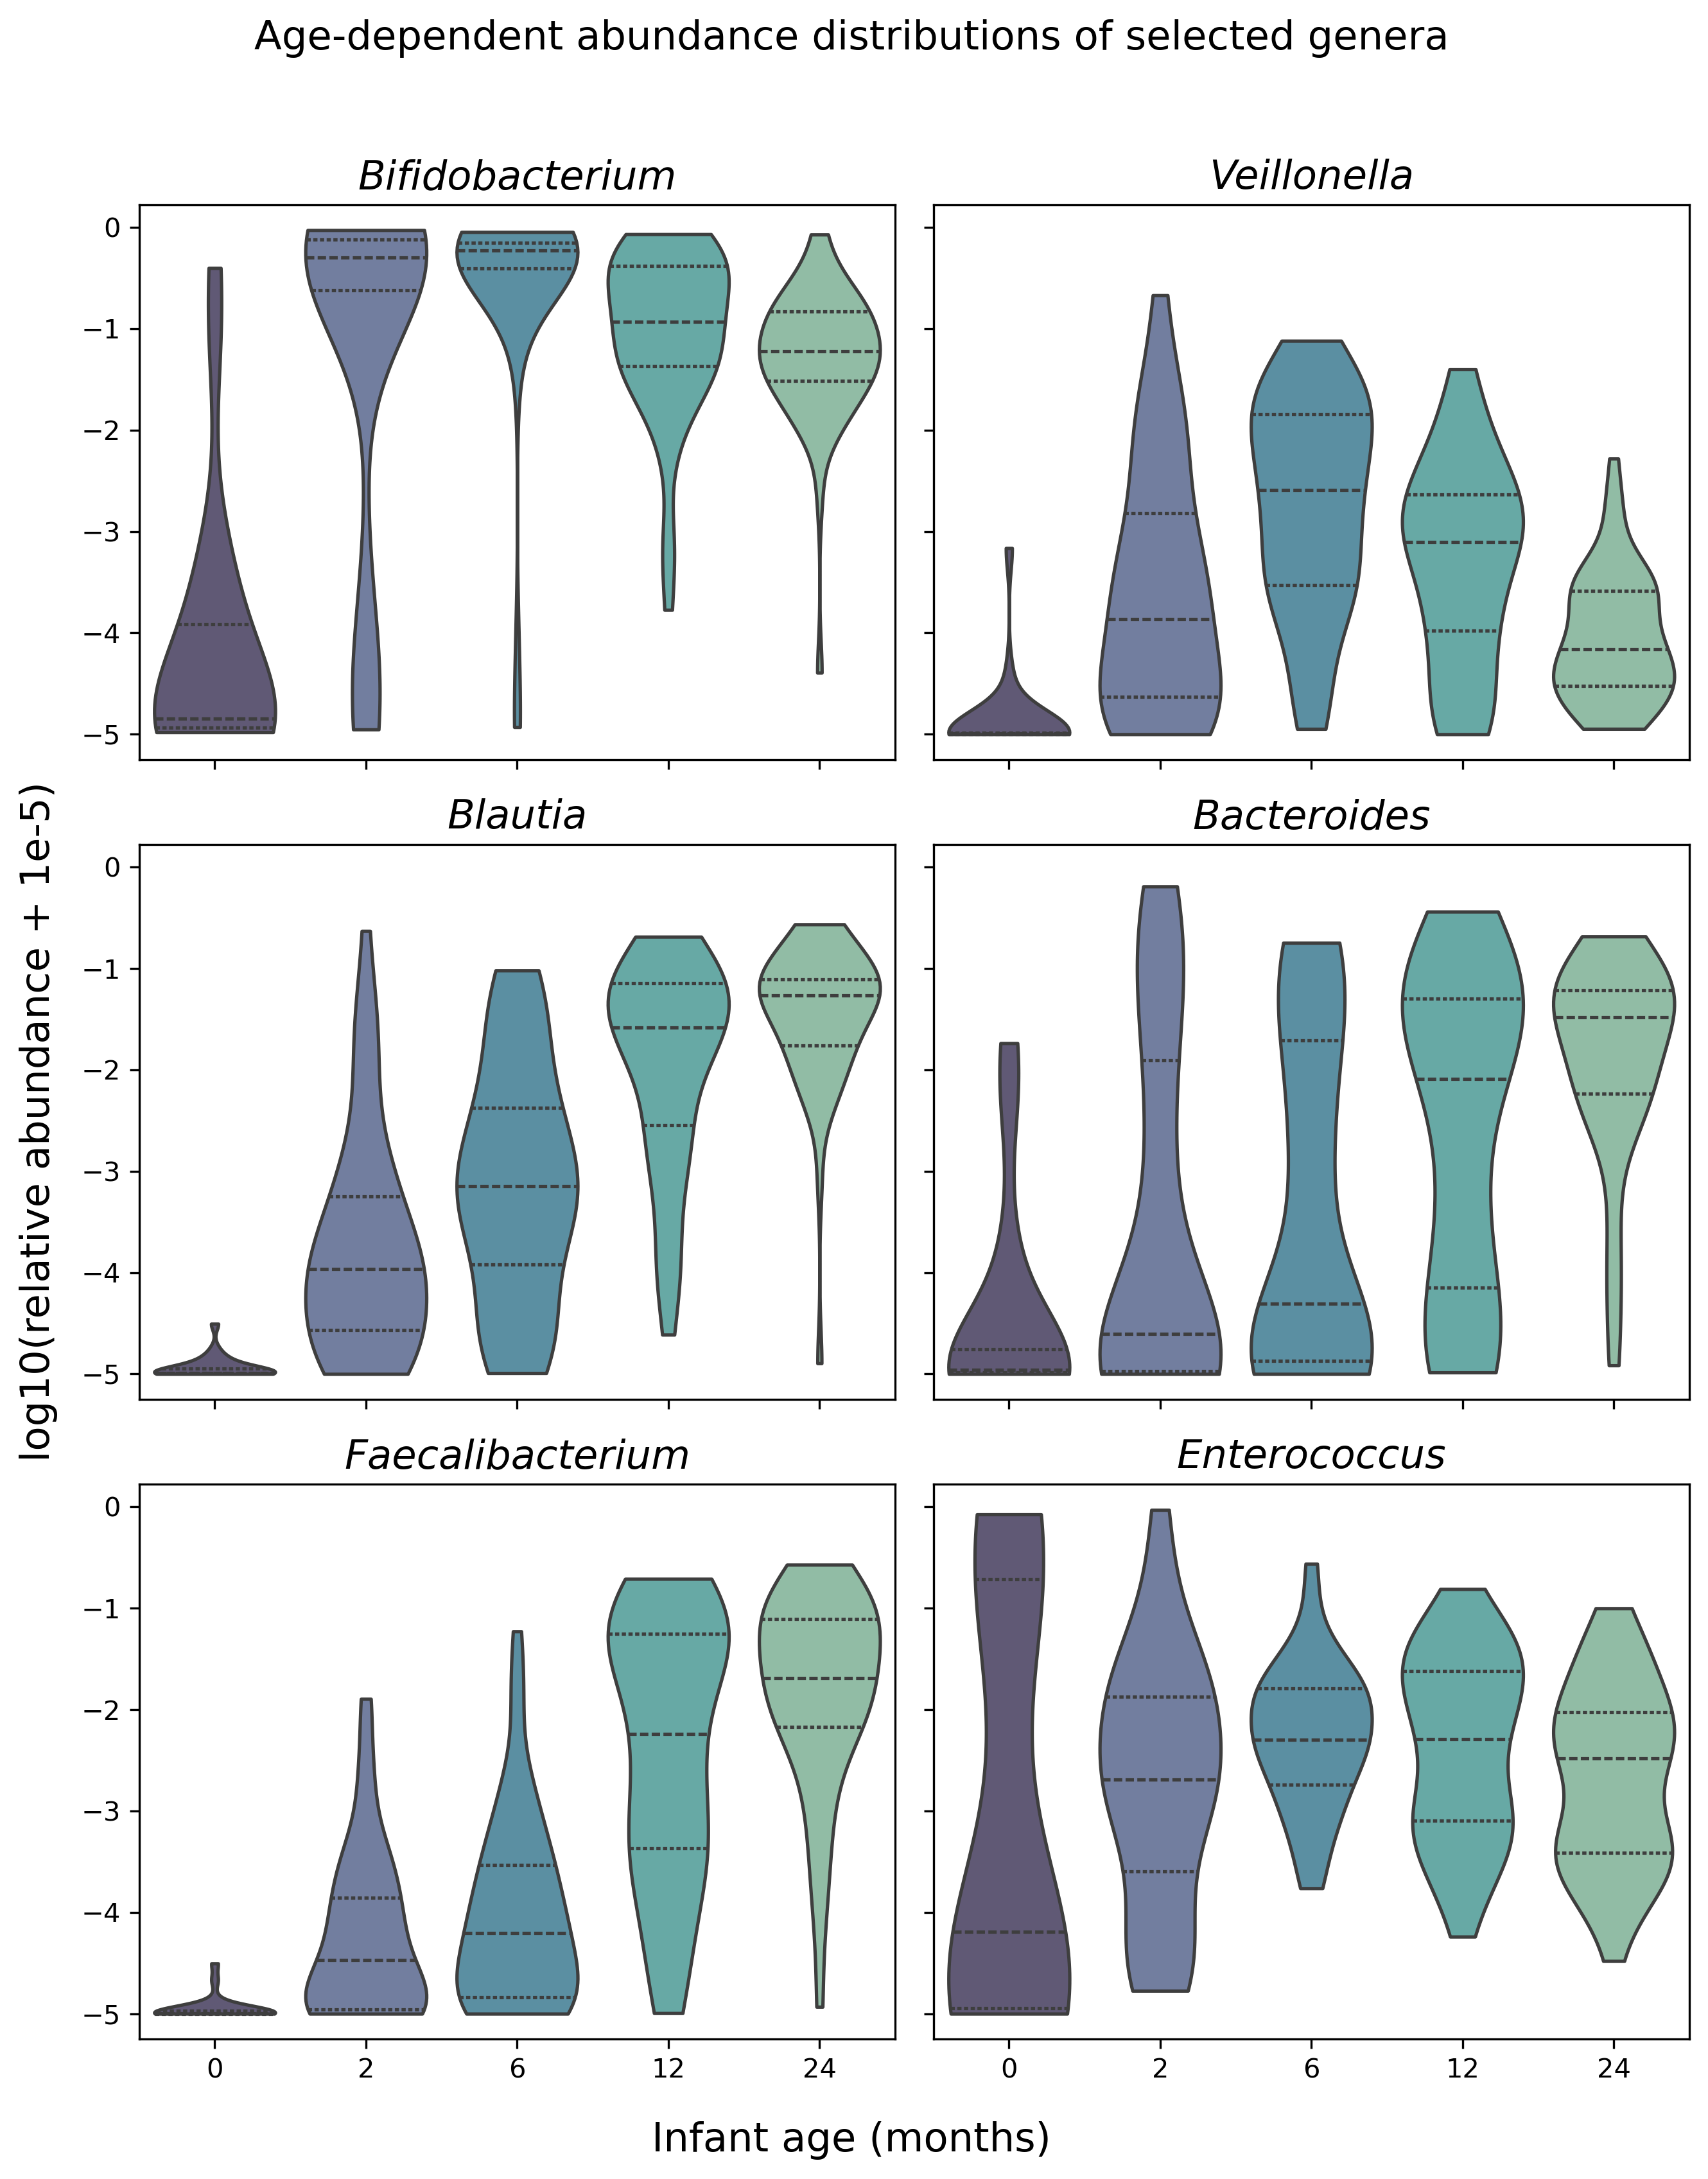 Age-dependent abundance distributions of selected genera
Bifidobacterium
Veillonella
0
−1
−2
−3
−4
−5
Blautia
Bacteroides
0
−1
−2
−3
−4
−5
log10(relative abundance + 1e-5)
Faecalibacterium
Enterococcus
0
−1
−2
−3
−4
−5
0 2 6 12 24
0 2 6 12 24
Infant age (months)